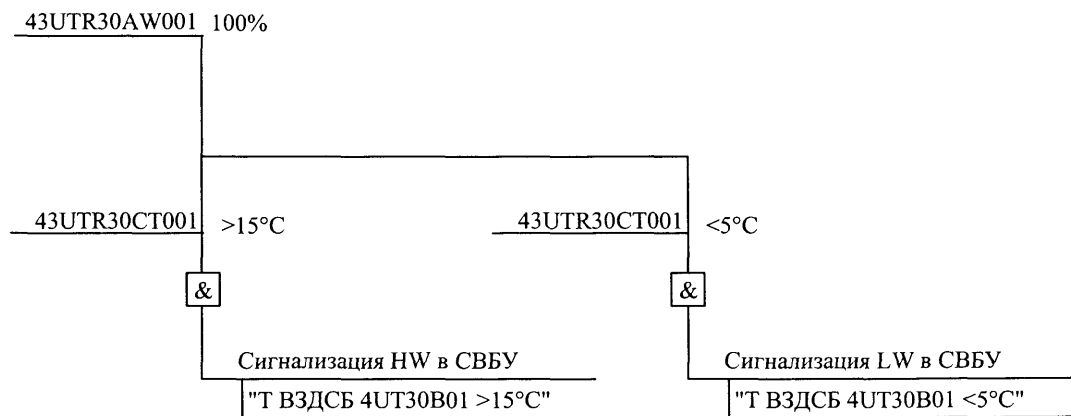 43UTR30AW001 100%
43UTR30CT001 >15°C
43UTR30CT001 <5°C
&
&
Сигнализация HW в СВБУ
Сигнализация LW в СВБУ
"Т ВЗДСБ 4UT30B01 >15°C"
"Т ВЗДСБ 4UT30B01 <5°C"